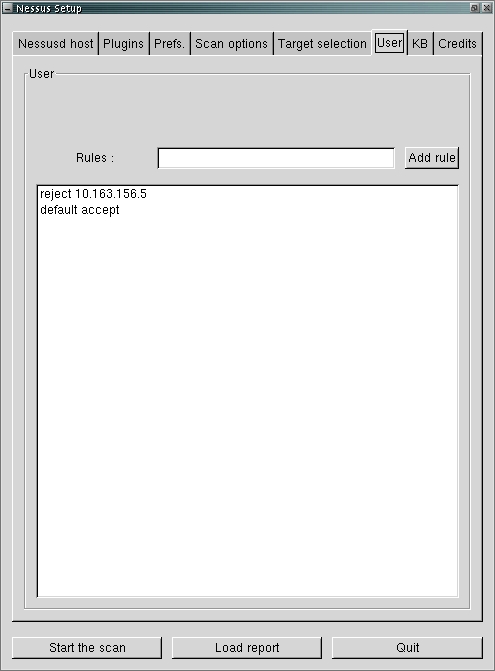 Nessus Setup
Nessusd host Plugins Prefs. Scan options Target selection User KB Credits
User
Rules : Add rule
reject 10.163.156.5
default accept
Start the scan Load report Quit